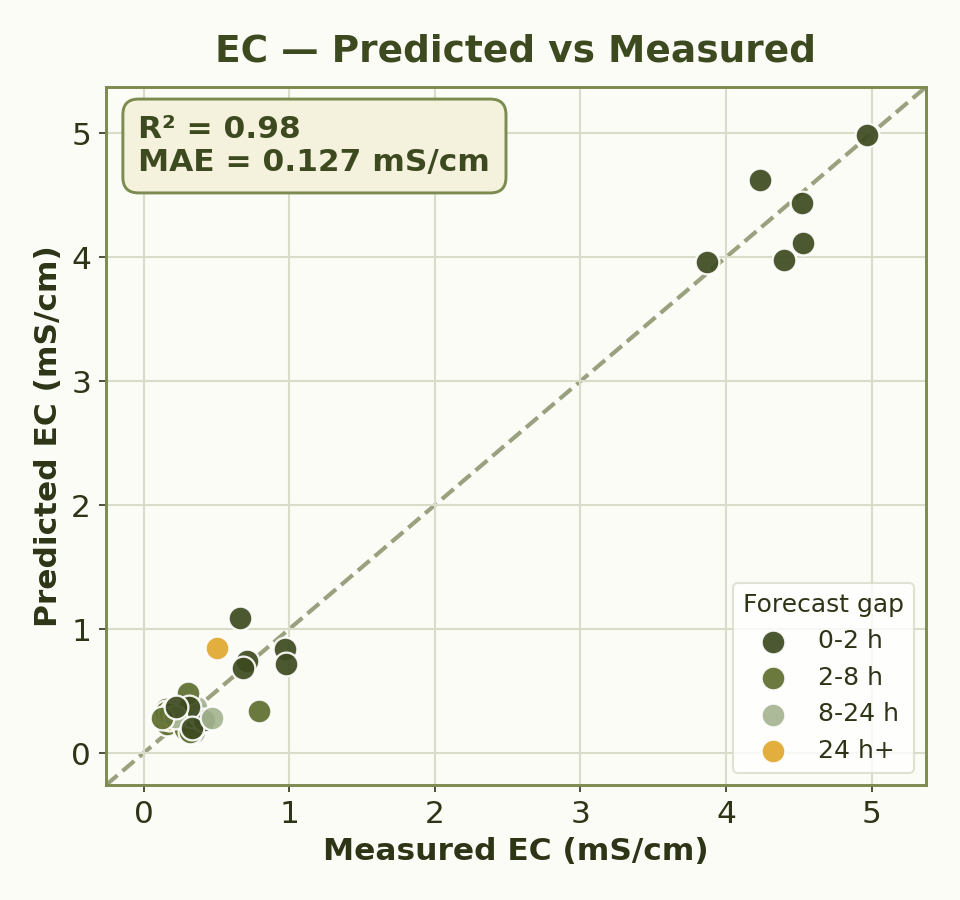 EC — Predicted vs Measured
R² = 0.98
MAE = 0.127 mS/cm
Predicted EC (mS/cm)
5
4
3
2
1
0
0 1 2 3 4 5
Measured EC (mS/cm)
Forecast gap
0-2 h
2-8 h
8-24 h
24 h+